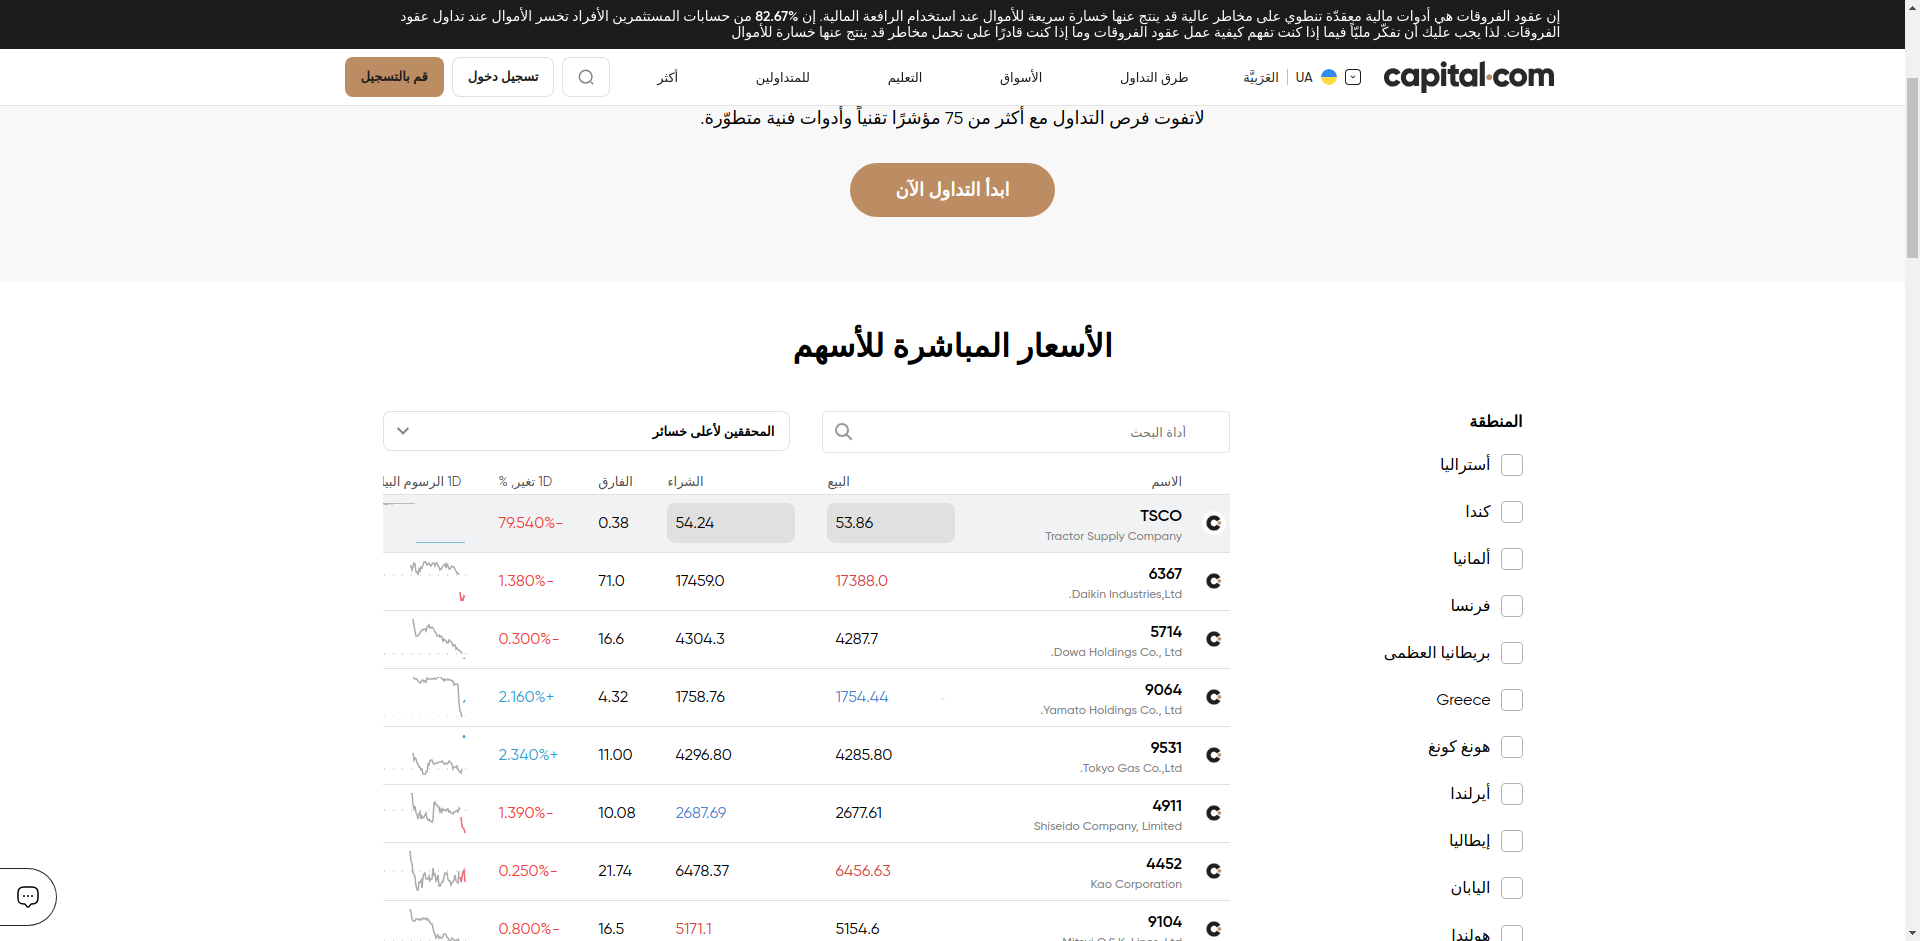 إن عقود الفروقات هي أدوات مالية معقدّة تنطوي على مخاطر عالية قد ينتج عنها خسارة سريعة للأموال عند استخدام الرافعة المالية. إن 82.67% من حسابات المستثمرين الأفراد تخسر الأموال عند تداول عقود
الفروقات. لذا يجب عليك أن تفكّر مليًّا فيما إذا كنت تفهم كيفية عمل عقود الفروقات وما إذا كنت قادرًا على تحمل مخاطر قد ينتج عنها خسارة للأموال
capital.com
UA | العَرَبِيَّة
طرق التداول
الأسواق
التعليم
للمتداولين
أكثر
تسجيل دخول
قم بالتسجيل
لاتفوت فرص التداول مع أكثر من 75 مؤشرًا تقنياً وأدوات فنية متطوّرة.
ابدأ التداول الآن
الأسعار المباشرة للأسهم
المنطقة
أستراليا
كندا
ألمانيا
فرنسا
بريطانيا العظمى
Greece
هونغ كونغ
أيرلندا
إيطاليا
اليابان
هولندا
أداة البحث
المحققين لأعلى خسائر
الاسم البيع الشراء الفارق 1D تغير, % 1D الرسوم البيا
TSCO 53.86 54.24 0.38 79.540%-
Tractor Supply Company
6367 17388.0 17459.0 71.0 1.380%-
Daikin Industries,Ltd.
5714 4287.7 4304.3 16.6 0.300%-
Dowa Holdings Co., Ltd.
9064 1754.44 1758.76 4.32 2.160%+
Yamato Holdings Co., Ltd.
9531 4285.80 4296.80 11.00 2.340%+
Tokyo Gas Co.,Ltd.
4911 2677.61 2687.69 10.08 1.390%-
Shiseido Company, Limited
4452 6456.63 6478.37 21.74 0.250%-
Kao Corporation
9104 5154.6 5171.1 16.5 0.800%-